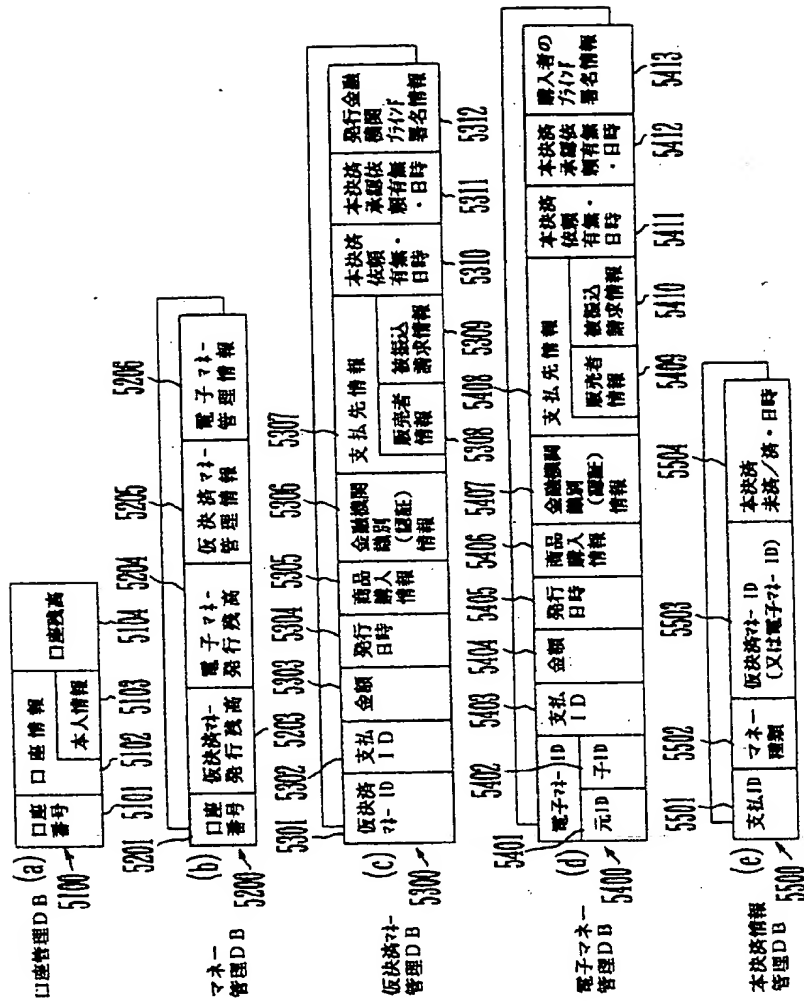 口座管理DB
(a)
5100
口座
番号
5101
口座情報
5102
本人情報
5103
口座残高
5104
マネー
管理DB
(b)
5200
5201
口座
番号
仮決済マネー
発行残高
5203
電子マネー
発行残高
5204
仮決済マネー
管理情報
5205
電子マネー
管理情報
5206
仮決済マネー
管理DB
(c)
5300
5301
仮決済
マネーID
5302
支払
ID
5303
金額
5304
発行
日時
5305
商品
購入
情報
5306
金融機関
識別
(認証)
情報
5307
支払先情報
販売者
情報
5308
被振込
請求情報
5309
本決済
依頼
有無・
日時
5310
本決済
承認依
頼有無
・日時
5311
発行金融
機関
ブラインド
署名情報
5312
電子マネー
管理DB
(d)
5400
5401
電子マネーID
元ID
子ID
5402
5403
支払
ID
5404
金額
5405
発行
日時
5406
商品
購入
情報
5407
金融機関
識別
(認証)
情報
5408
支払先情報
販売者
情報
5409
被振込
請求情報
5410
本決済
依頼
有無・
日時
5411
本決済
承認依
頼有無
・日時
5412
購入者の
ブラインド
署名情報
5413
本決済情報
管理DB
(e)
5500
5501
支払ID
5502
マネー
種類
5503
仮決済マネーID
(又は電子マネーID)
5504
本決済
未済/済・日時